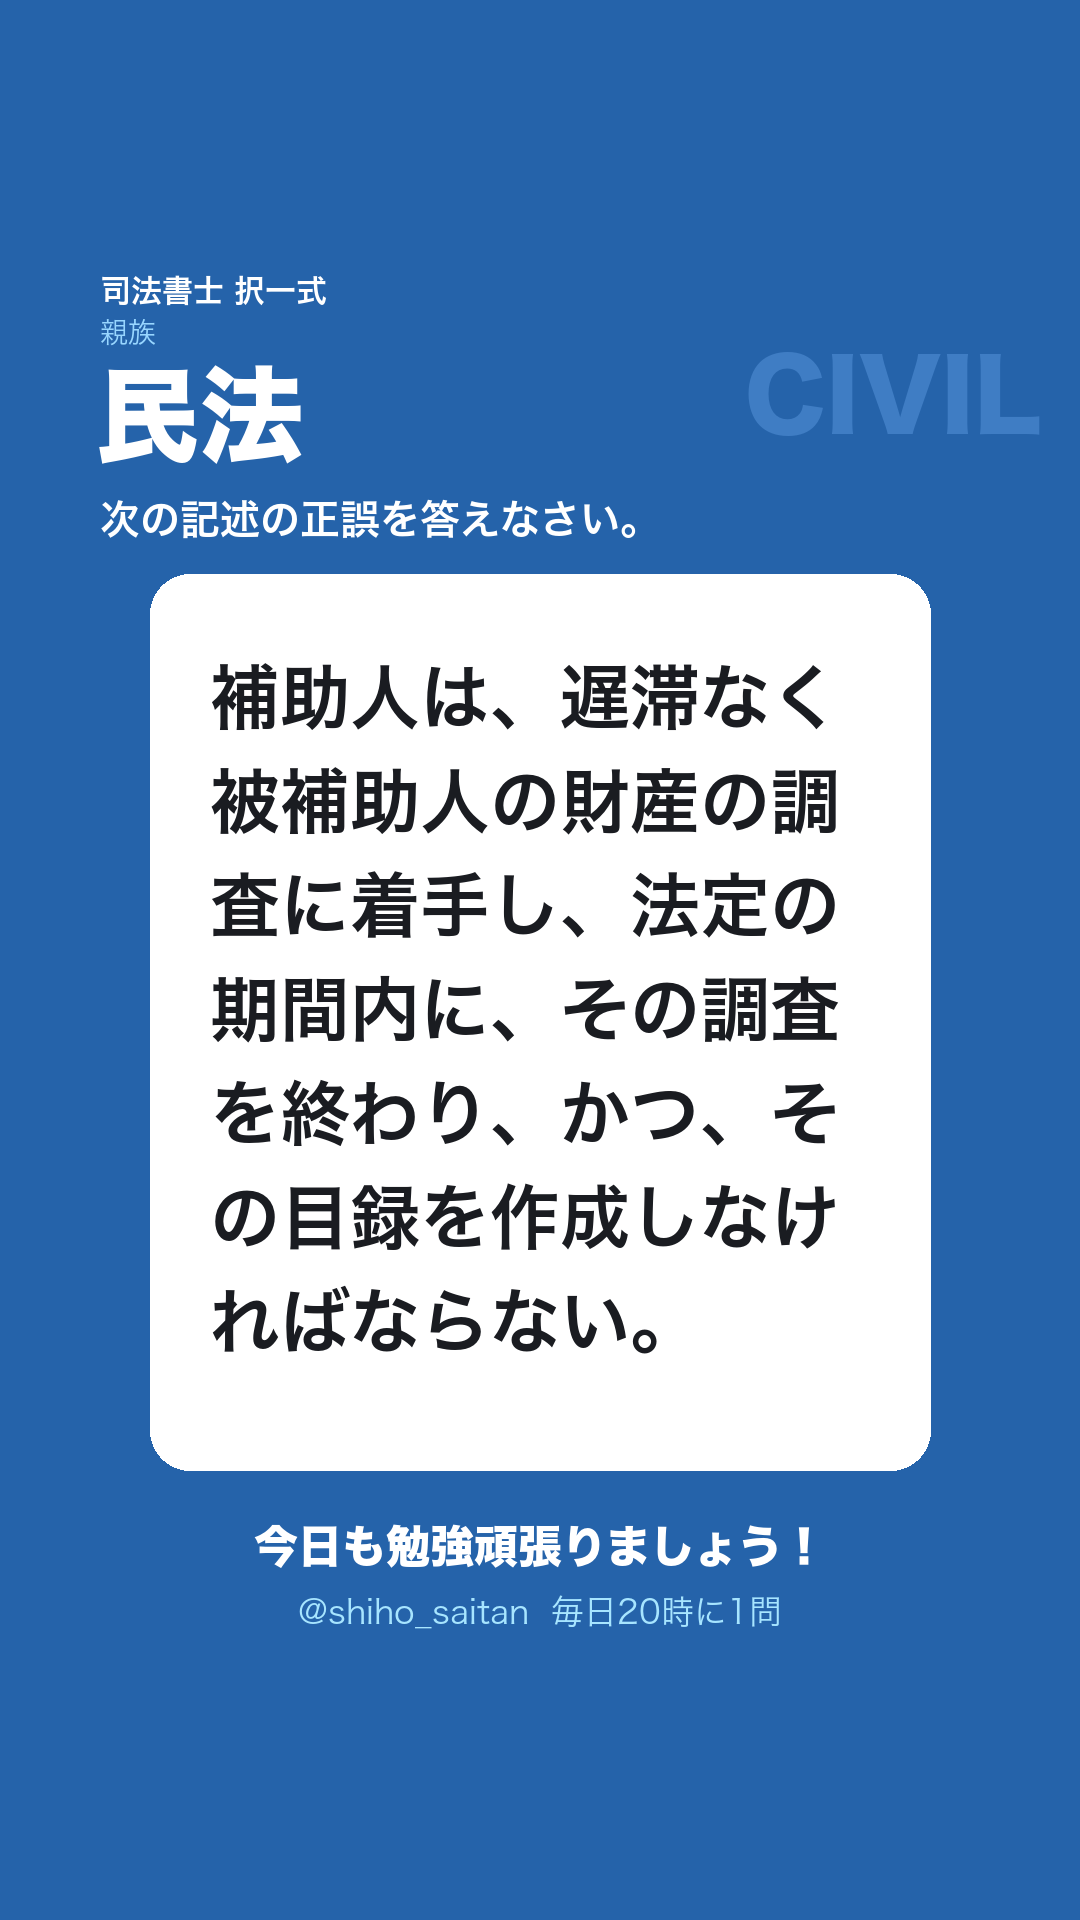 司法書士 択一式
親族
民法
CIVIL
次の記述の正誤を答えなさい。
補助人は、遅滞なく
被補助人の財産の調
査に着手し、法定の
期間内に、その調査
を終わり、かつ、そ
の目録を作成しなけ
ればならない。
今日も勉強頑張りましょう！
@shiho_saitan 毎日20時に1問